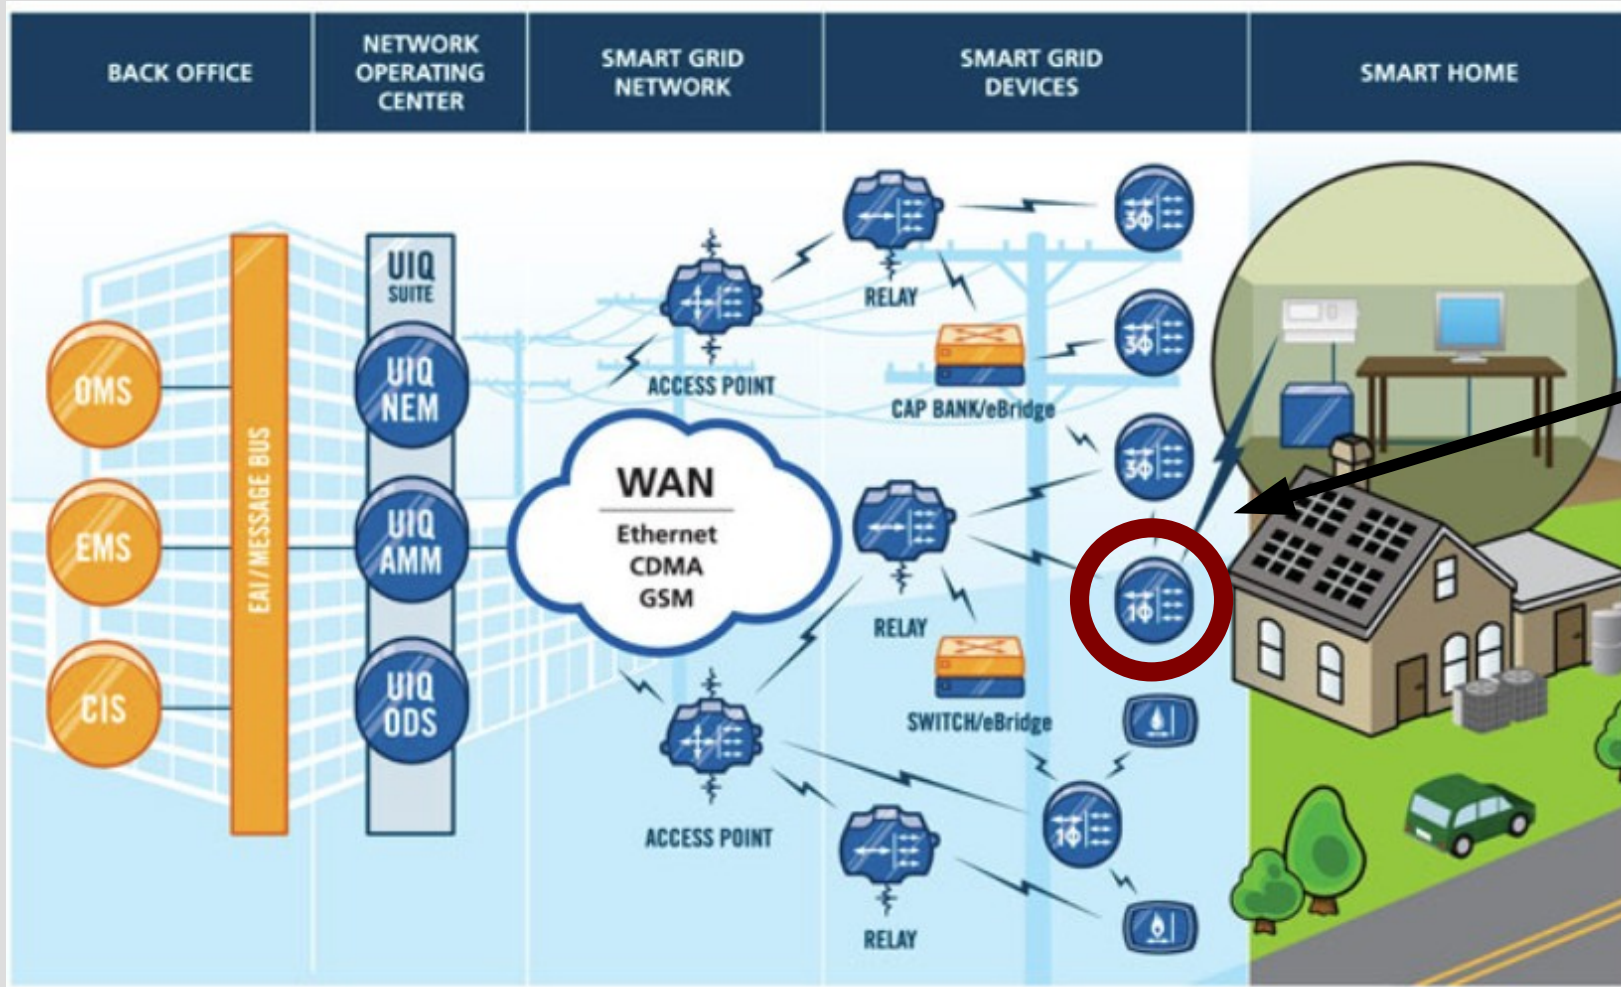 BACK OFFICE
NETWORK
OPERATING
CENTER
SMART GRID
NETWORK
SMART GRID
DEVICES
SMART HOME
OMS
EMS
CIS
EAI/MESSAGE BUS
UIQ
SUITE
UIQ
NEM
UIQ
AMM
UIQ
ODS
ACCESS POINT
WAN
Ethernet
CDMA
GSM
ACCESS POINT
RELAY
CAP BANK/eBridge
RELAY
SWITCH/eBridge
RELAY
3Φ
3Φ
3Φ
1Φ
1Φ